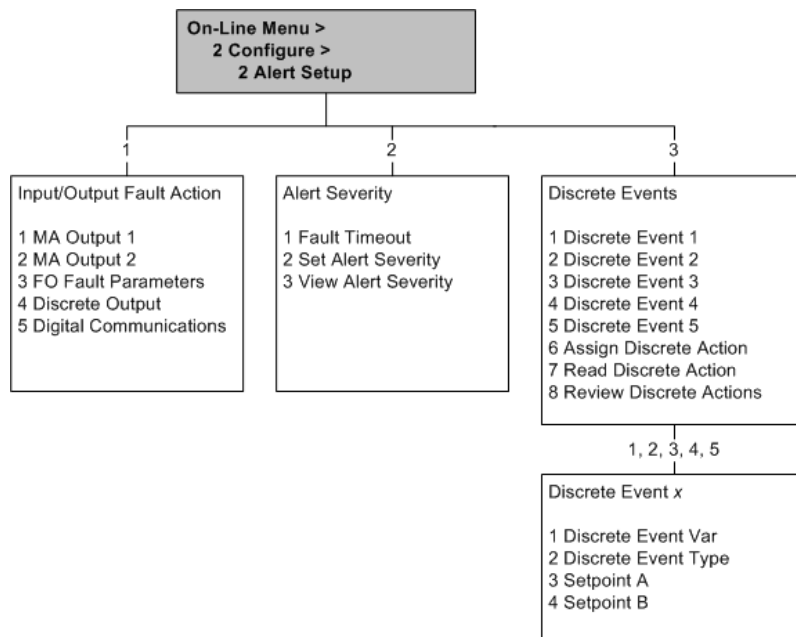 On-Line Menu >
2 Configure >
2 Alert Setup
1
2
3
Input/Output Fault Action
1 MA Output 1
2 MA Output 2
3 FO Fault Parameters
4 Discrete Output
5 Digital Communications
Alert Severity
1 Fault Timeout
2 Set Alert Severity
3 View Alert Severity
Discrete Events
1 Discrete Event 1
2 Discrete Event 2
3 Discrete Event 3
4 Discrete Event 4
5 Discrete Event 5
6 Assign Discrete Action
7 Read Discrete Action
8 Review Discrete Actions
1, 2, 3, 4, 5
Discrete Event x
1 Discrete Event Var
2 Discrete Event Type
3 Setpoint A
4 Setpoint B